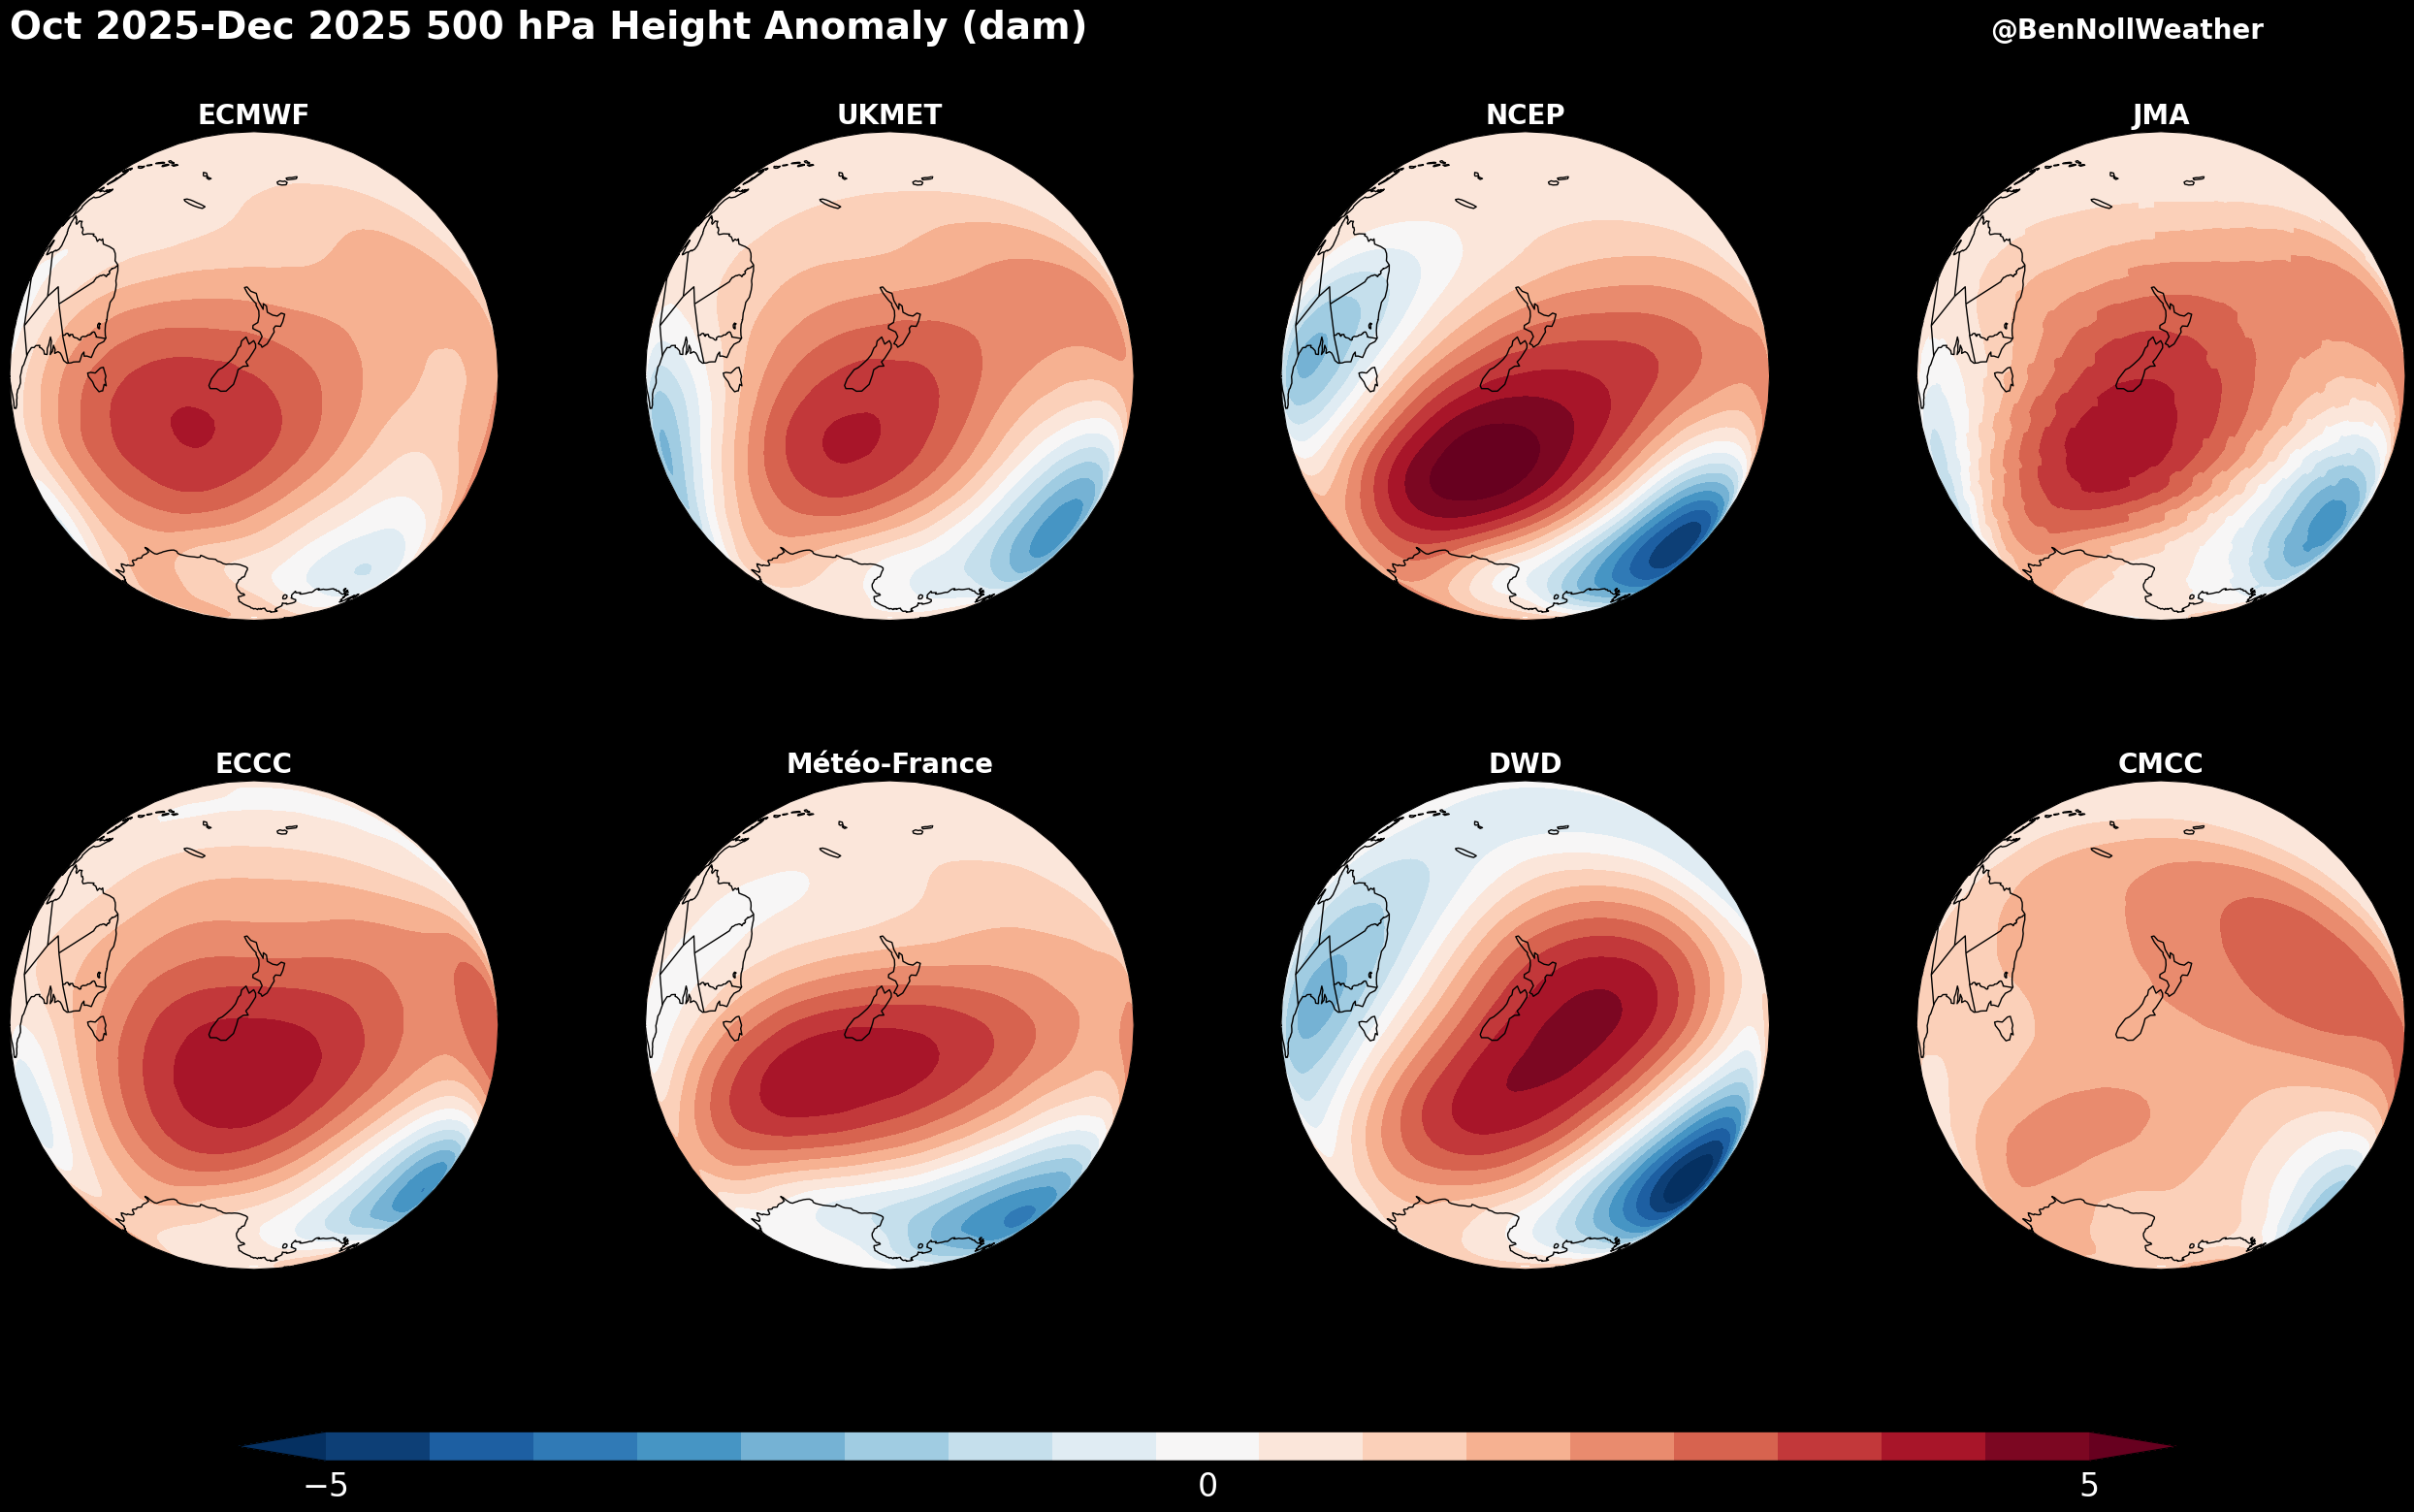 Oct 2025-Dec 2025 500 hPa Height Anomaly (dam)
@BenNollWeather
ECMWF
UKMET
NCEP
JMA
ECCC
Météo-France
DWD
CMCC
−5
0
5